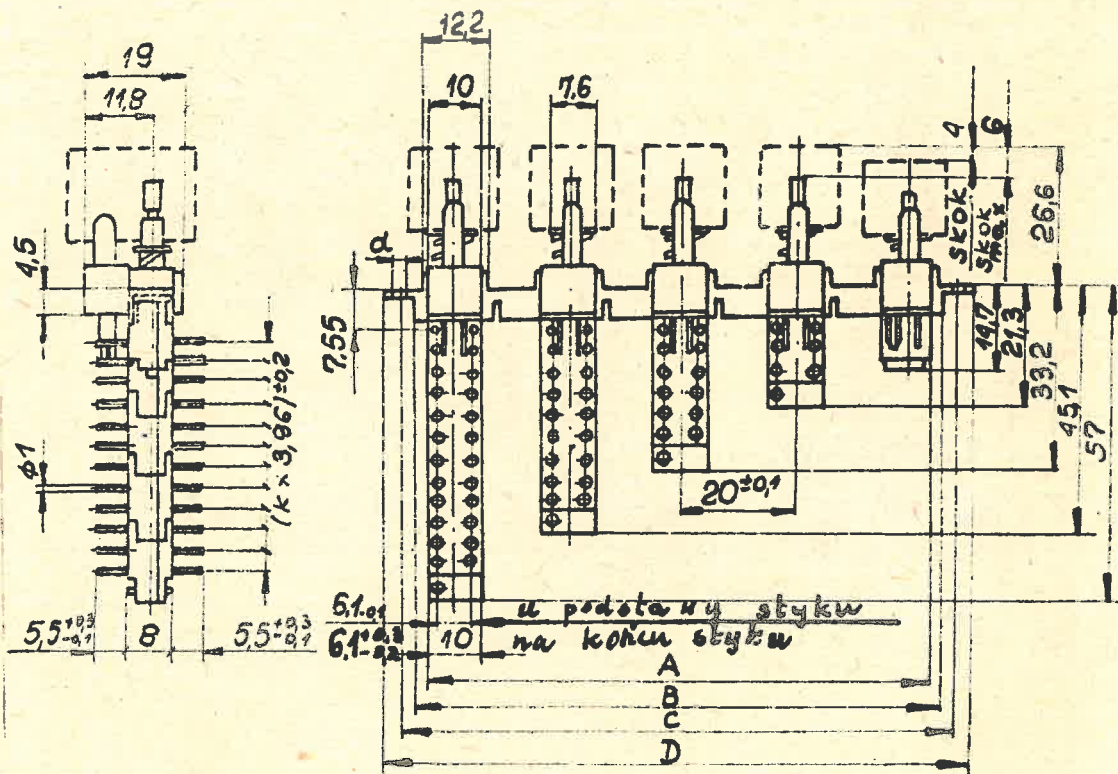 12,2
19
11,8
10
7,6
4
6
skok
skok max
26,6
4,5
d
7,55
14,7
21,3
33,2
45,1
57
φ1
(K × 3,96)±0,2
20±0,1
5,5+0,3-0,1
8
5,5+0,3-0,1
6,1-0,1
u podstawy styku
6,1+0,2-0,2
10
na końcu styku
A
B
C
D